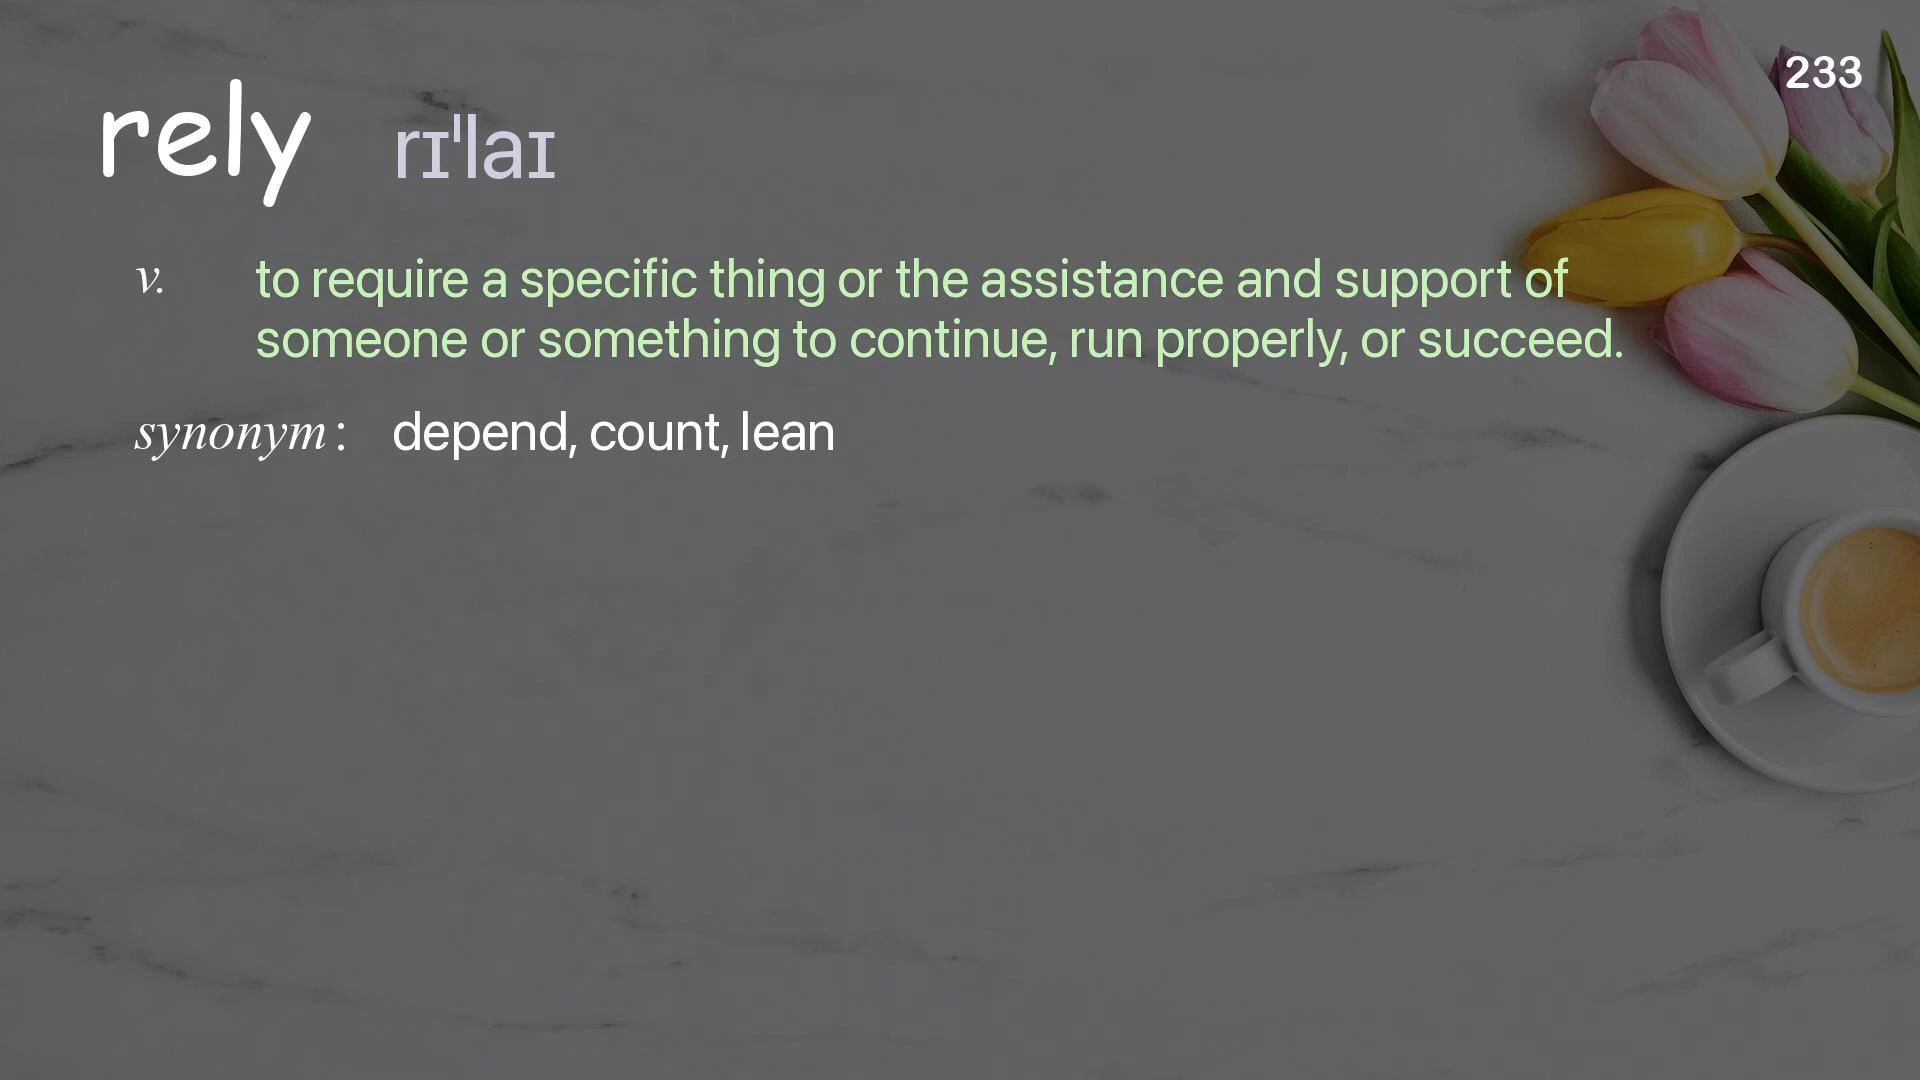 233
rely rɪˈlaɪ
v. to require a specific thing or the assistance and support of
someone or something to continue, run properly, or succeed.
synonym : depend, count, lean